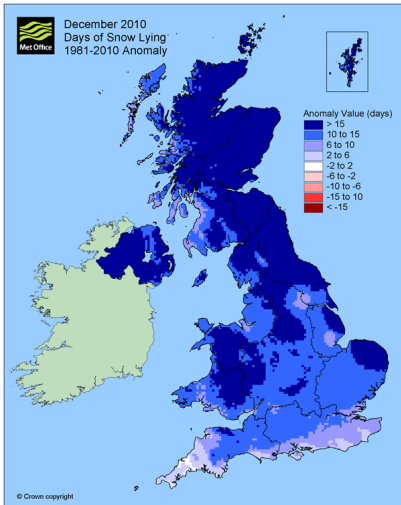 December 2010
Days of Snow Lying
1981-2010 Anomaly
Met Office
Anomaly Value (days)
> 15
10 to 15
6 to 10
2 to 6
-2 to 2
-6 to -2
-10 to -6
-15 to 10
< -15
© Crown copyright